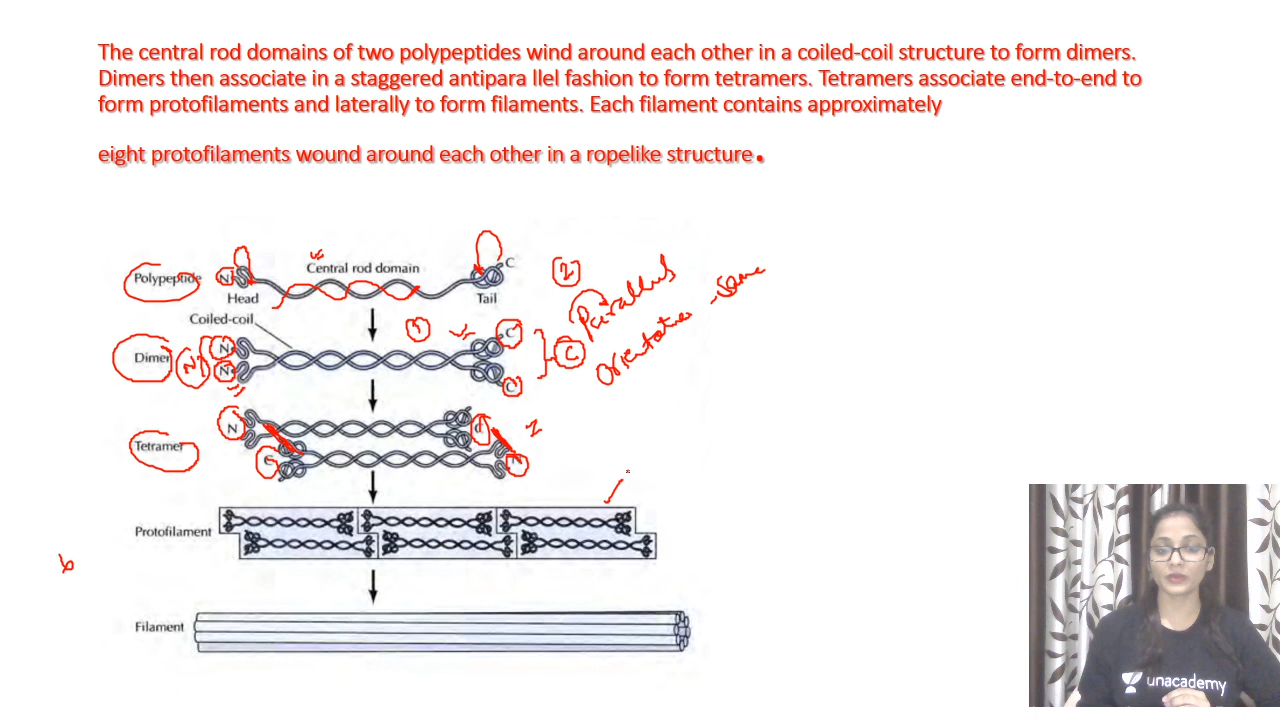 The central rod domains of two polypeptides wind around each other in a coiled-coil structure to form dimers.
Dimers then associate in a staggered antipara llel fashion to form tetramers. Tetramers associate end-to-end to
form protofilaments and laterally to form filaments. Each filament contains approximately
eight protofilaments wound around each other in a ropelike structure.
Polypeptide
N
Central rod domain
C
Head
Tail
2
Coiled-coil
Dimer
N
N
N
C
C
C
Parallel
Orientation - same
Tetramer
N
C
C
N
Protofilament
Filament
unacademy